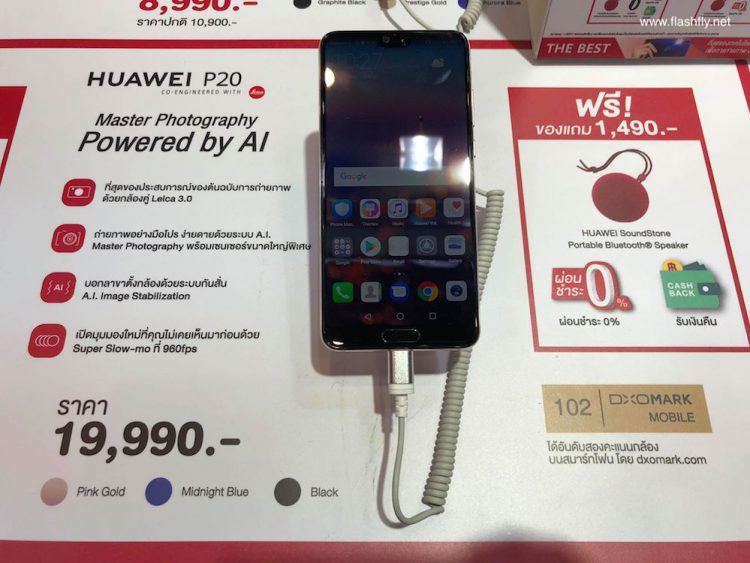 8,990.-
ราคาปกติ 10,900.-
Graphite Black
Prestige Gold
Aurora Blue
www.flashfly.net
THE BEST
HUAWEI P20
CO-ENGINEERED WITH Leica
Master Photography
Powered by AI
ที่สุดของประสบการณ์ของต้นฉบับการถ่ายภาพ
ด้วยกล้องคู่ Leica 3.0
ถ่ายภาพอย่างมือโปร ง่ายดายด้วยระบบ A.I.
Master Photography พร้อมเซนเซอร์ขนาดใหญ่พิเศษ
AI
บอกลาขาตั้งกล้องด้วยระบบกันสั่น
A.I. Image Stabilization
เปิดมุมมองใหม่ที่คุณไม่เคยเห็นมาก่อนด้วย
Super Slow-mo ที่ 960fps
ราคา
19,990.-
Pink Gold
Midnight Blue
Black
10:27
Google
Themes
Music
Google
ฟรี!
ของแถม 1,490.-
HUAWEI SoundStone
Portable Bluetooth® Speaker
ผ่อน
ชำระ 0%
CASH
BACK
ผ่อนชำระ 0%
รับเงินคืน
102 DXOMARK
MOBILE
ได้อันดับสองคะแนนกล้อง
บนสมาร์ทโฟน โดย dxomark.com